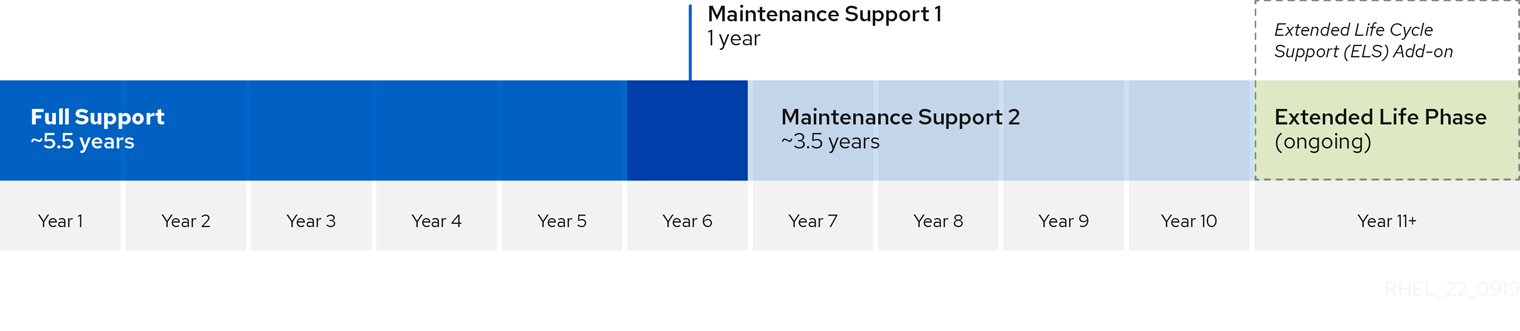 Maintenance Support 1
1 year
Extended Life Cycle
Support (ELS) Add-on
Full Support
~5.5 years
Maintenance Support 2
~3.5 years
Extended Life Phase
(ongoing)
Year 1
Year 2
Year 3
Year 4
Year 5
Year 6
Year 7
Year 8
Year 9
Year 10
Year 11+
RHEL_22_0919